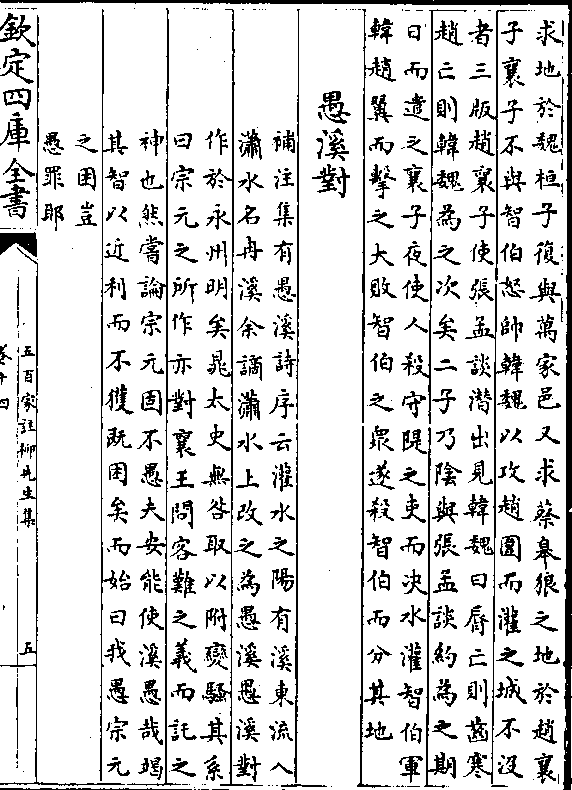 求地於魏桓子復與萬家邑又求蔡皋狼之地於趙襄
子襄子不與智伯怒帥韓魏以攻趙圍而灌之城不沒
者三版趙襄子使張孟談潛出見韓魏曰脣亡則齒寒
趙亡則韓魏為之次矣二子乃陰與張孟談約為之期
日而遣之襄子夜使人殺守隄之吏而决水灌智伯軍
韓趙翼而擊之大敗智伯之衆遂殺智伯而分其地
愚溪對
補注集有愚溪詩序云灌水之陽有溪東流入
瀟水名冉溪余謫瀟水上改之為愚溪愚溪對
作於永州明矣晁太史無咎取以附變騷其系
曰宗元之所作亦對襄王問客難之義而託之
神也然嘗論宗元固不愚夫安能使溪愚哉竭
其智以近利而不獲既困矣而始曰我愚宗元
之困豈
愚罪耶
欽定四庫全書
五百家註柳先生集
卷十四
五